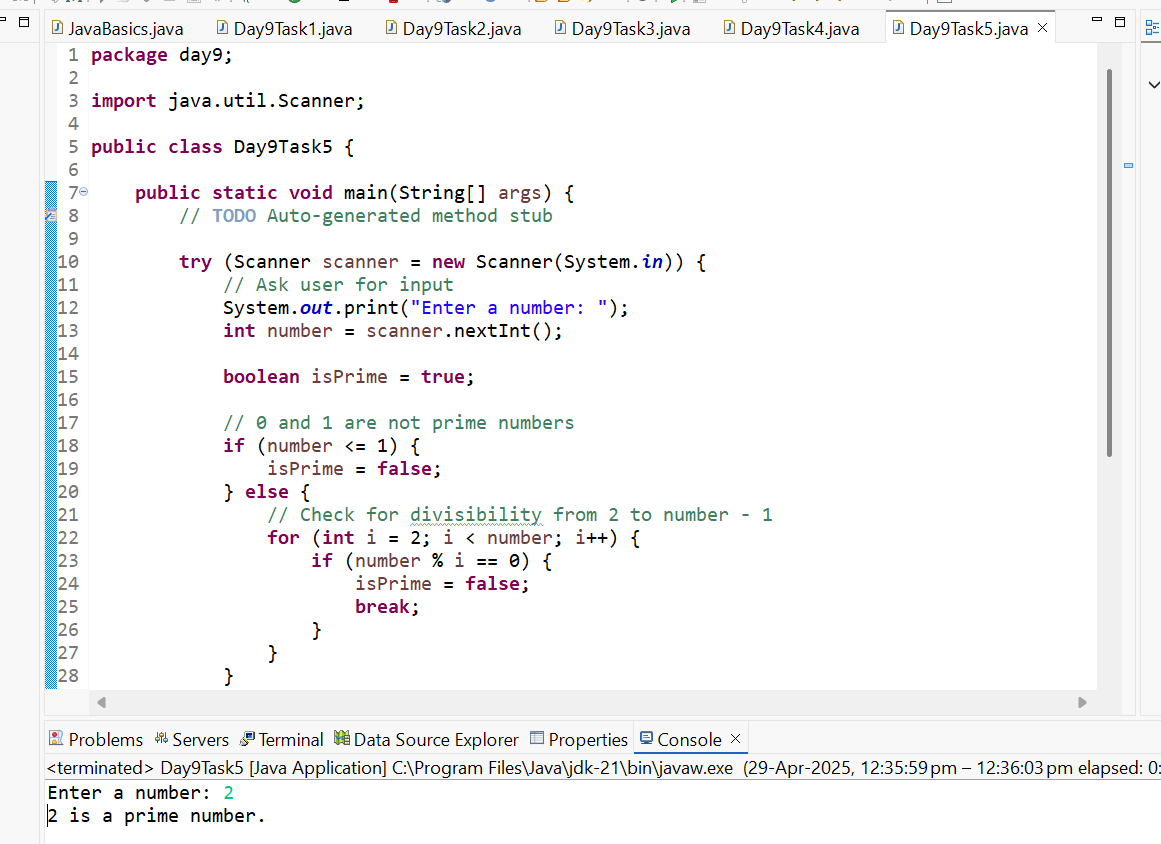 JavaBasics.java Day9Task1.java Day9Task2.java Day9Task3.java Day9Task4.java Day9Task5.java
1 package day9;
2
3 import java.util.Scanner;
4
5 public class Day9Task5 {
6
7 public static void main(String[] args) {
8 // TODO Auto-generated method stub
9
10 try (Scanner scanner = new Scanner(System.in)) {
11 // Ask user for input
12 System.out.print("Enter a number: ");
13 int number = scanner.nextInt();
14
15 boolean isPrime = true;
16
17 // 0 and 1 are not prime numbers
18 if (number <= 1) {
19 isPrime = false;
20 } else {
21 // Check for divisibility from 2 to number - 1
22 for (int i = 2; i < number; i++) {
23 if (number % i == 0) {
24 isPrime = false;
25 break;
26 }
27 }
28 }
Problems Servers Terminal Data Source Explorer Properties Console
<terminated> Day9Task5 [Java Application] C:\Program Files\Java\jdk-21\bin\javaw.exe (29-Apr-2025, 12:35:59 pm – 12:36:03 pm elapsed: 0:
Enter a number: 2
2 is a prime number.